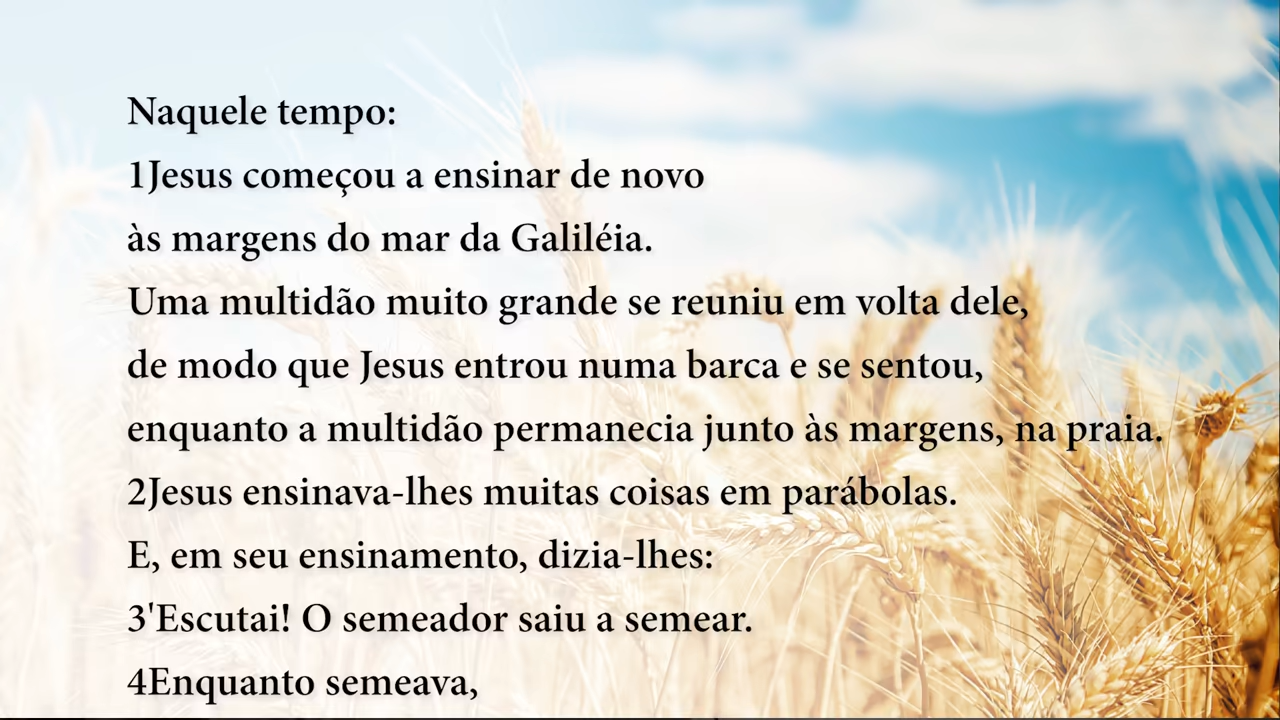 Naquele tempo:
1Jesus começou a ensinar de novo
às margens do mar da Galiléia.
Uma multidão muito grande se reuniu em volta dele,
de modo que Jesus entrou numa barca e se sentou,
enquanto a multidão permanecia junto às margens, na praia.
2Jesus ensinava-lhes muitas coisas em parábolas.
E, em seu ensinamento, dizia-lhes:
3'Escutai! O semeador saiu a semear.
4Enquanto semeava,